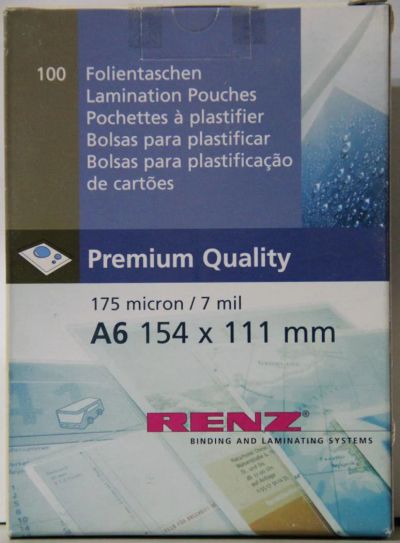 100 Folientaschen
Lamination Pouches
Pochettes à plastifier
Bolsas para plastificar
Bolsas para plastificação
de cartões
Premium Quality
175 micron / 7 mil
A6 154 x 111 mm
RENZ®
BINDING AND LAMINATING SYSTEMS